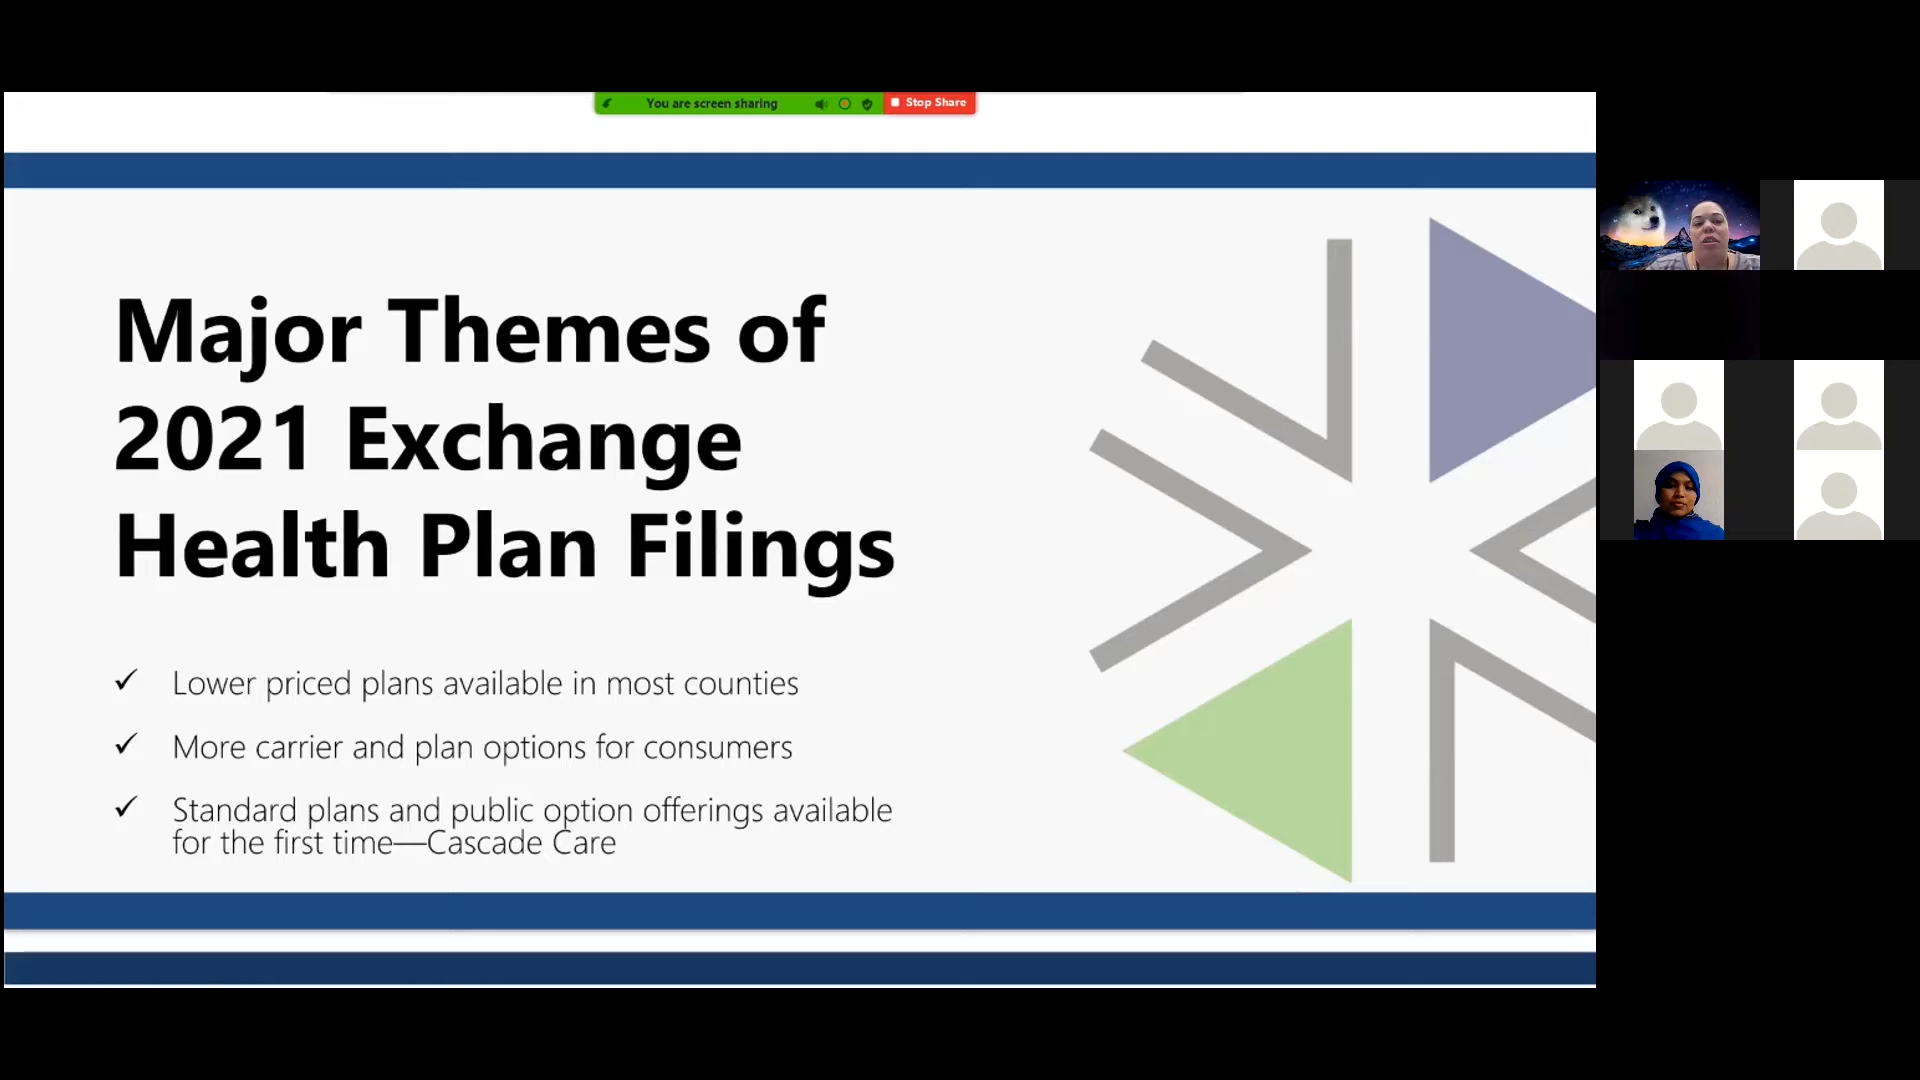 You are screen sharing
Stop Share
Major Themes of
2021 Exchange
Health Plan Filings
✓ Lower priced plans available in most counties
✓ More carrier and plan options for consumers
✓ Standard plans and public option offerings available
for the first time—Cascade Care